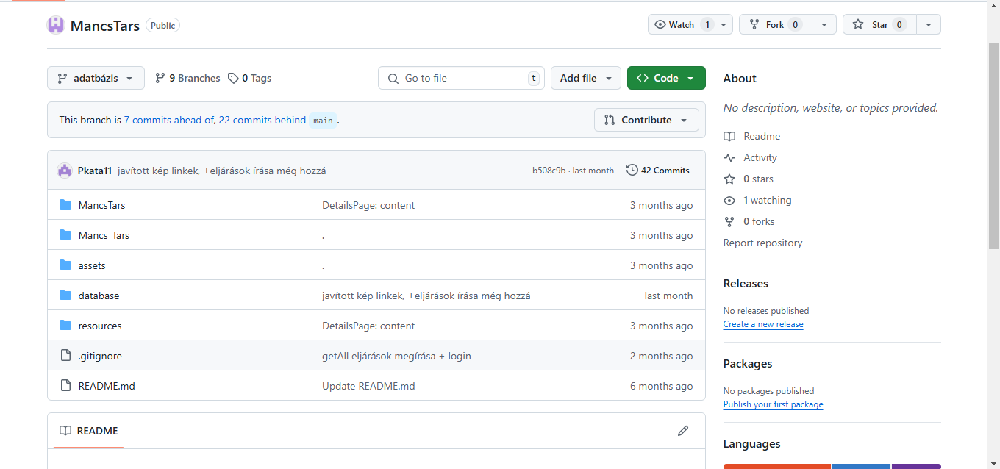 MancsTars Public Watch 1 Fork 0 Star 0
adatbázis 9 Branches 0 Tags Go to file t Add file Code
This branch is 7 commits ahead of, 22 commits behind main .
Contribute
Pkata11 javított kép linkek, +eljárások írása még hozzá b508c9b · last month 42 Commits
MancsTars DetailsPage: content 3 months ago
Mancs_Tars . 3 months ago
assets . 3 months ago
database javított kép linkek, +eljárások írása még hozzá last month
resources DetailsPage: content 3 months ago
.gitignore getAll eljárások megírása + login 2 months ago
README.md Update README.md 6 months ago
README
About
No description, website, or topics provided.
Readme
Activity
0 stars
1 watching
0 forks
Report repository
Releases
No releases published
Create a new release
Packages
No packages published
Publish your first package
Languages